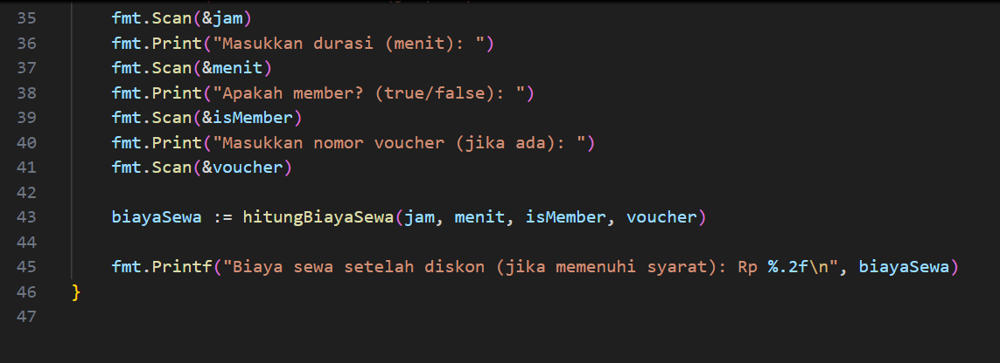 35 fmt.Scan(&jam)
36 fmt.Print("Masukkan durasi (menit): ")
37 fmt.Scan(&menit)
38 fmt.Print("Apakah member? (true/false): ")
39 fmt.Scan(&isMember)
40 fmt.Print("Masukkan nomor voucher (jika ada): ")
41 fmt.Scan(&voucher)
42
43 biayaSewa := hitungBiayaSewa(jam, menit, isMember, voucher)
44
45 fmt.Printf("Biaya sewa setelah diskon (jika memenuhi syarat): Rp %.2f\n", biayaSewa)
46 }
47